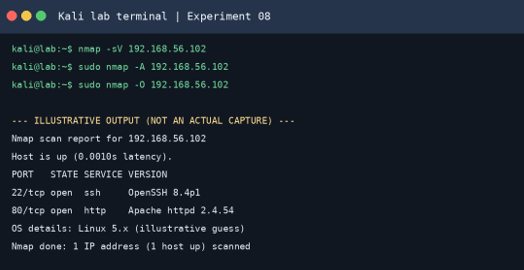 Kali lab terminal | Experiment 08
kali@lab:~$ nmap -sV 192.168.56.102
kali@lab:~$ sudo nmap -A 192.168.56.102
kali@lab:~$ sudo nmap -O 192.168.56.102
--- ILLUSTRATIVE OUTPUT (NOT AN ACTUAL CAPTURE) ---
Nmap scan report for 192.168.56.102
Host is up (0.0010s latency).
PORT   STATE SERVICE VERSION
22/tcp open  ssh     OpenSSH 8.4p1
80/tcp open  http    Apache httpd 2.4.54
OS details: Linux 5.x (illustrative guess)
Nmap done: 1 IP address (1 host up) scanned